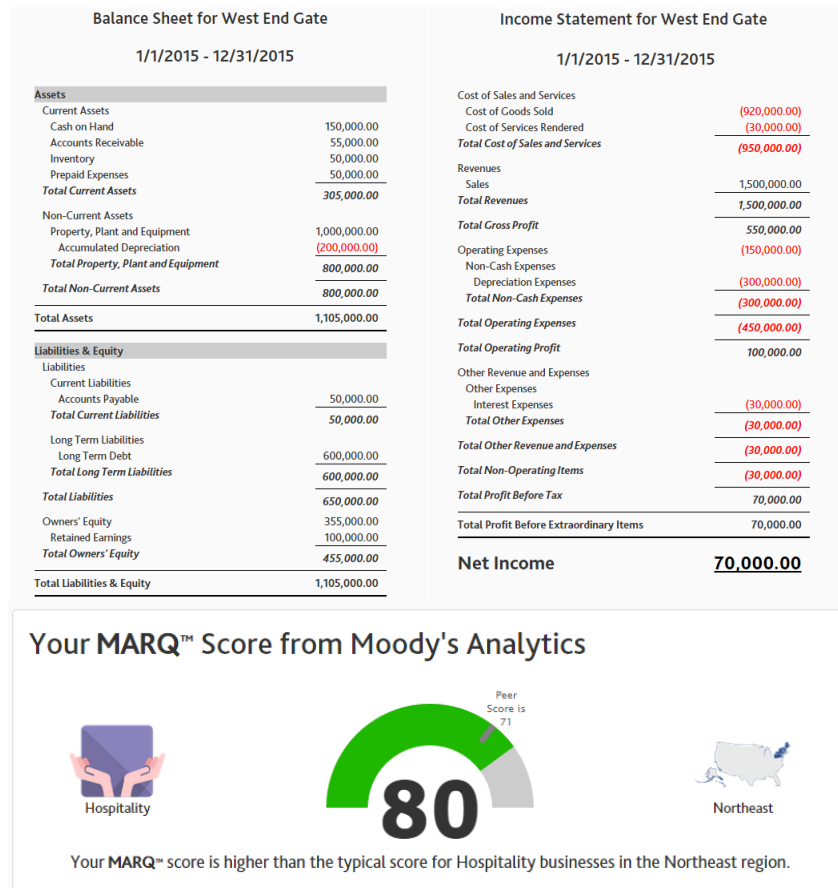 Balance Sheet for West End Gate
1/1/2015 - 12/31/2015
Assets
Current Assets
Cash on Hand 150,000.00
Accounts Receivable 55,000.00
Inventory 50,000.00
Prepaid Expenses 50,000.00
Total Current Assets 305,000.00
Non-Current Assets
Property, Plant and Equipment 1,000,000.00
Accumulated Depreciation (200,000.00)
Total Property, Plant and Equipment 800,000.00
Total Non-Current Assets 800,000.00
Total Assets 1,105,000.00
Liabilities & Equity
Liabilities
Current Liabilities
Accounts Payable 50,000.00
Total Current Liabilities 50,000.00
Long Term Liabilities
Long Term Debt 600,000.00
Total Long Term Liabilities 600,000.00
Total Liabilities 650,000.00
Owners' Equity 355,000.00
Retained Earnings 100,000.00
Total Owners' Equity 455,000.00
Total Liabilities & Equity 1,105,000.00
Income Statement for West End Gate
1/1/2015 - 12/31/2015
Cost of Sales and Services
Cost of Goods Sold (920,000.00)
Cost of Services Rendered (30,000.00)
Total Cost of Sales and Services (950,000.00)
Revenues
Sales 1,500,000.00
Total Revenues 1,500,000.00
Total Gross Profit 550,000.00
Operating Expenses (150,000.00)
Non-Cash Expenses
Depreciation Expenses (300,000.00)
Total Non-Cash Expenses (300,000.00)
Total Operating Expenses (450,000.00)
Total Operating Profit 100,000.00
Other Revenue and Expenses
Other Expenses
Interest Expenses (30,000.00)
Total Other Expenses (30,000.00)
Total Other Revenue and Expenses (30,000.00)
Total Non-Operating Items (30,000.00)
Total Profit Before Tax 70,000.00
Total Profit Before Extraordinary Items 70,000.00
Net Income 70,000.00
Your MARQ™ Score from Moody's Analytics
Peer
Score is
71
80
Hospitality
Northeast
Your MARQ™ score is higher than the typical score for Hospitality businesses in the Northeast region.